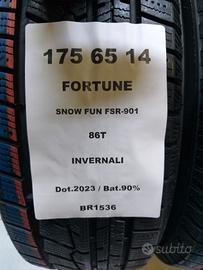 175 65 14
FORTUNE
SNOW FUN FSR-901
86T
INVERNALI
Dot.2023 / Bat.90%
BR1536
subito